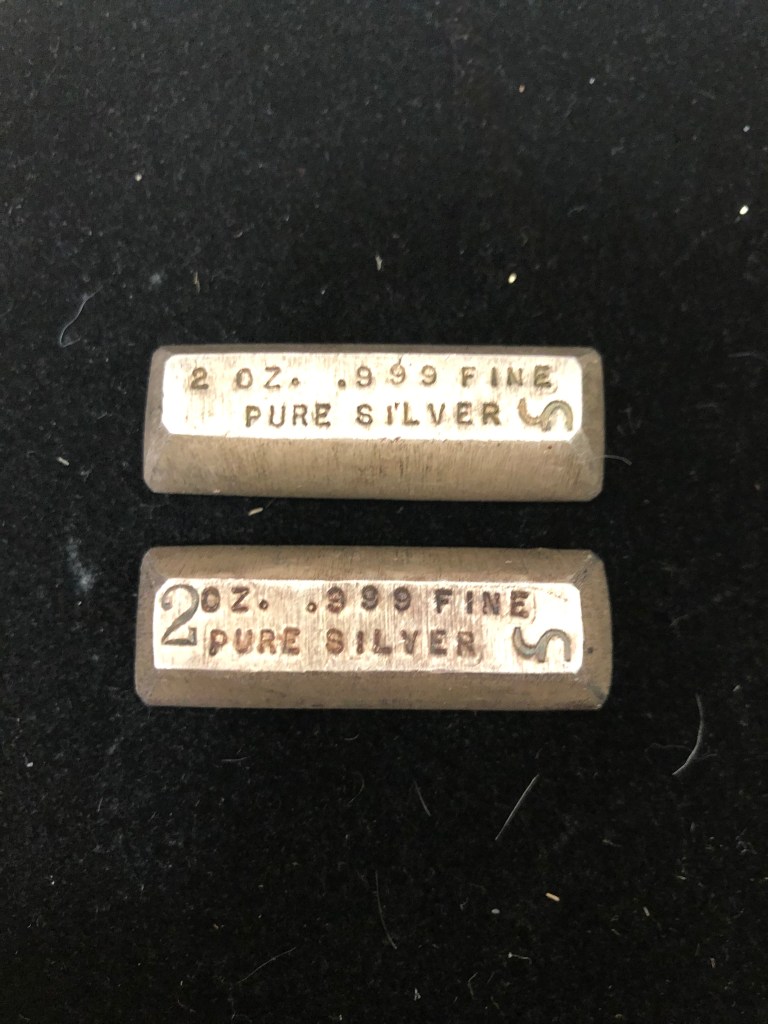 2 OZ. .999 FINE
PURE SILVER
2 OZ. .999 FINE
PURE SILVER